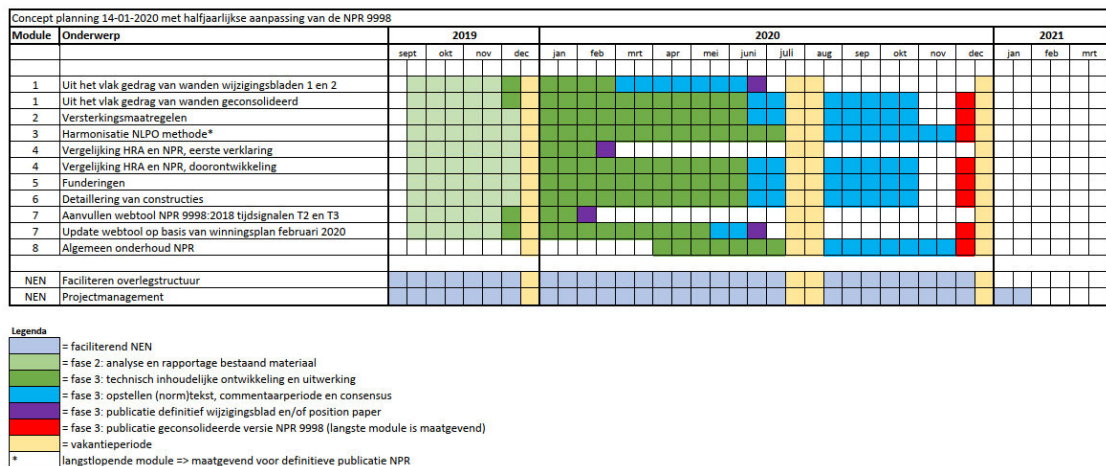 Concept planning 14-01-2020 met halfjaarlijkse aanpassing van de NPR 9998
Module Onderwerp 2019 2020 2021
sept okt nov dec jan feb mrt apr mei juni juli aug sep okt nov dec jan feb mrt
1 Uit het vlak gedrag van wanden wijzigingsbladen 1 en 2
1 Uit het vlak gedrag van wanden geconsolideerd
2 Versterkingsmaatregelen
3 Harmonisatie NLPO methode*
4 Vergelijking HRA en NPR, eerste verklaring
4 Vergelijking HRA en NPR, doorontwikkeling
5 Funderingen
6 Detaillering van constructies
7 Aanvullen webtool NPR 9998:2018 tijdsignalen T2 en T3
7 Update webtool op basis van winningsplan februari 2020
8 Algemeen onderhoud NPR
NEN Faciliteren overlegstructuur
NEN Projectmanagement
Legenda
= faciliterend NEN
= fase 2: analyse en rapportage bestaand materiaal
= fase 3: technisch inhoudelijke ontwikkeling en uitwerking
= fase 3: opstellen (norm)tekst, commentaarperiode en consensus
= fase 3: publicatie definitief wijzigingsblad en/of position paper
= fase 3: publicatie geconsolideerde versie NPR 9998 (langste module is maatgevend)
= vakantieperiode
* langstlopende module => maatgevend voor definitieve publicatie NPR